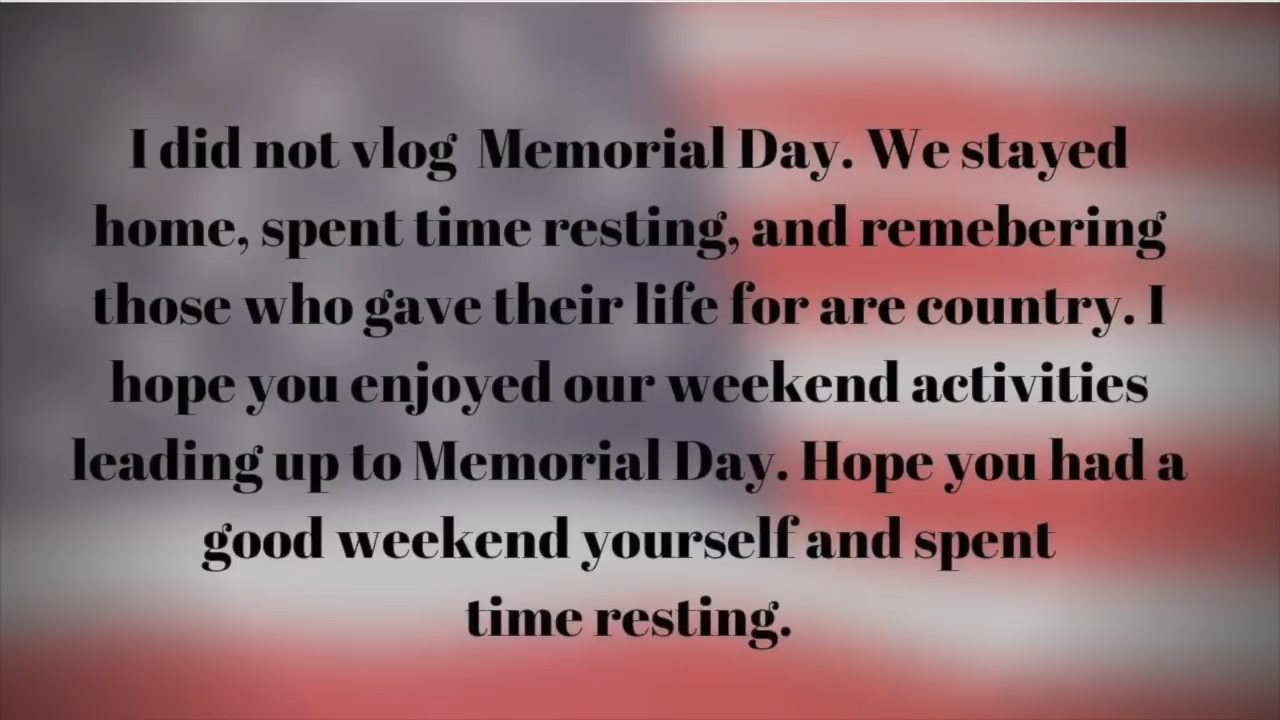 I did not vlog  Memorial Day. We stayed
home, spent time resting, and remebering
those who gave their life for are country. I
hope you enjoyed our weekend activities
leading up to Memorial Day. Hope you had a
good weekend yourself and spent
time resting.